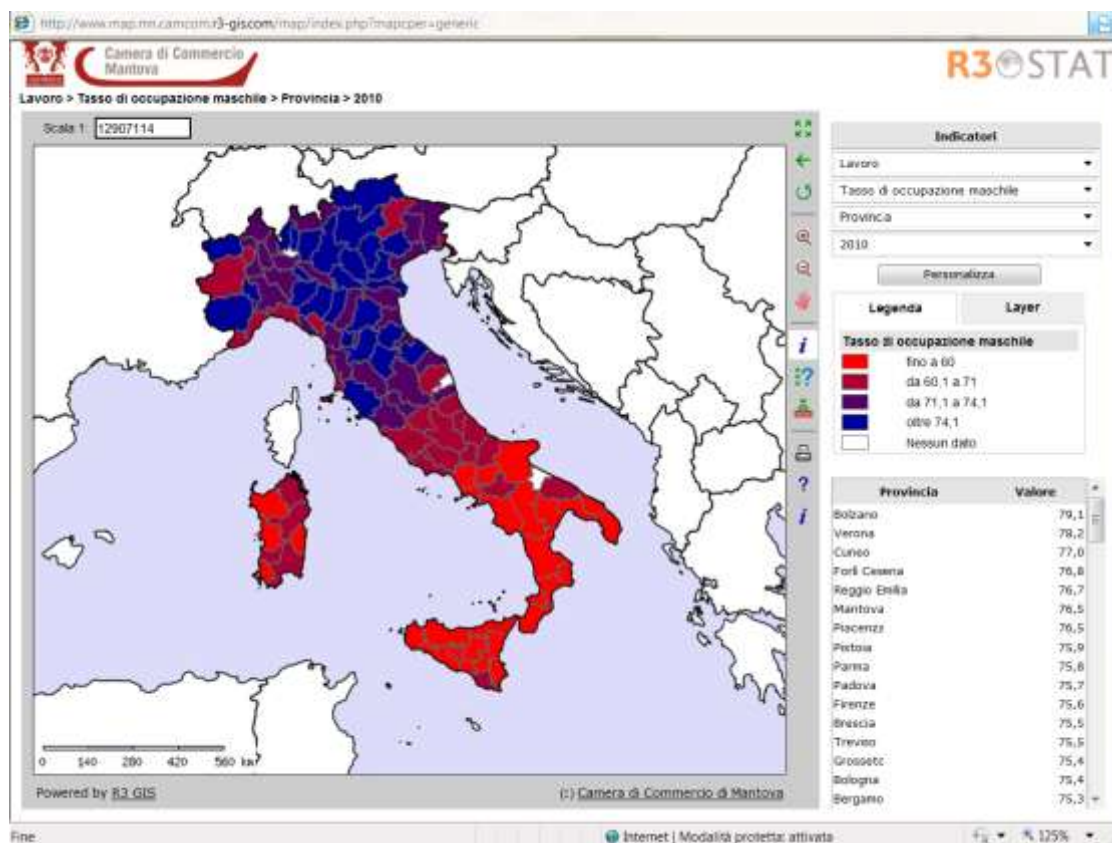 http://www.map.mn.camcom.r3-gis.com/map/index.php?mapoper=generic
Camera di Commercio
Mantova
R3 STAT
Lavoro > Tasso di occupazione maschile > Provincia > 2010
Scala 1: 12907114
Indicatori
Lavoro
Tasso di occupazione maschile
Provincia
2010
Personalizza
Legenda Layer
Tasso di occupazione maschile
fino a 60
da 60,1 a 71
da 71,1 a 74,1
oltre 74,1
Nessun dato
Provincia Valore
Bolzano 79,1
Verona 78,2
Cuneo 77,0
Forlì Cesena 76,8
Reggio Emilia 76,7
Mantova 76,5
Piacenza 76,5
Pistoia 75,9
Parma 75,8
Padova 75,7
Firenze 75,6
Brescia 75,5
Treviso 75,5
Grosseto 75,4
Bologna 75,4
Bergamo 75,3
0 140 280 420 560 km
Powered by R3 GIS
(c) Camera di Commercio di Mantova
Fine
Internet | Modalità protetta: attivata
125%